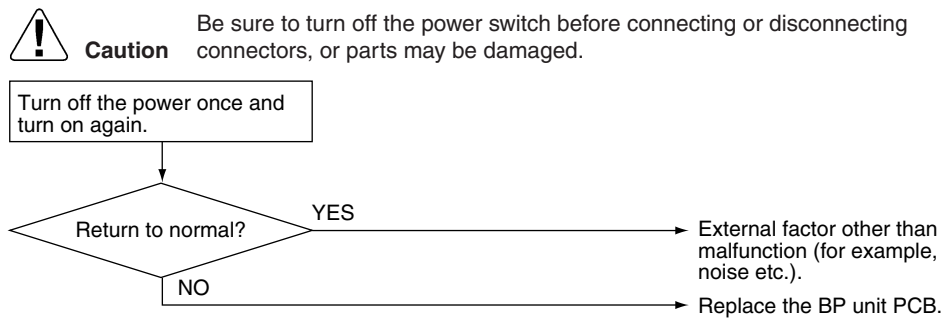 Be sure to turn off the power switch before connecting or disconnecting
Caution connectors, or parts may be damaged.
Turn off the power once and
turn on again.
Return to normal?
YES
External factor other than
malfunction (for example,
noise etc.).
NO
Replace the BP unit PCB.